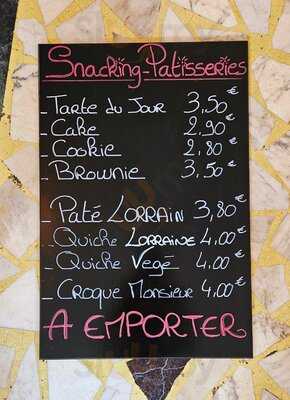 Snacking-Patisseries
- Tarte du Jour 3,50€
- Cake 2,90€
- Cookie 2,80€
- Brownie 3,50€
- Paté Lorrain 3,80€
- Quiche Lorraine 4,00€
- Quiche Vegé 4,00€
- Croque Monsieur 4,00€
A EMPORTER